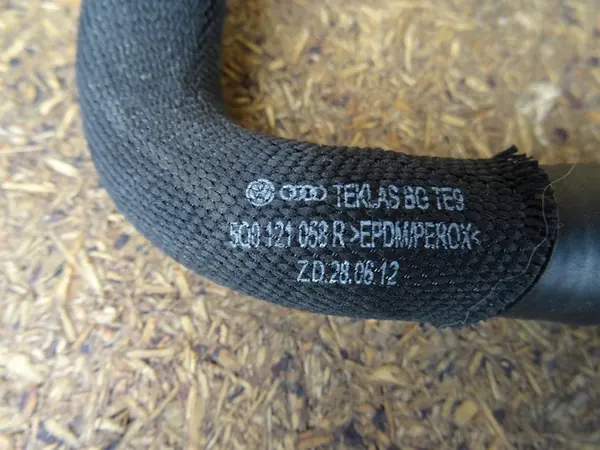 TEKLAS BG TE9
5Q0 121 058 R >EPDM/PEROX<
Z.D.28.06.12